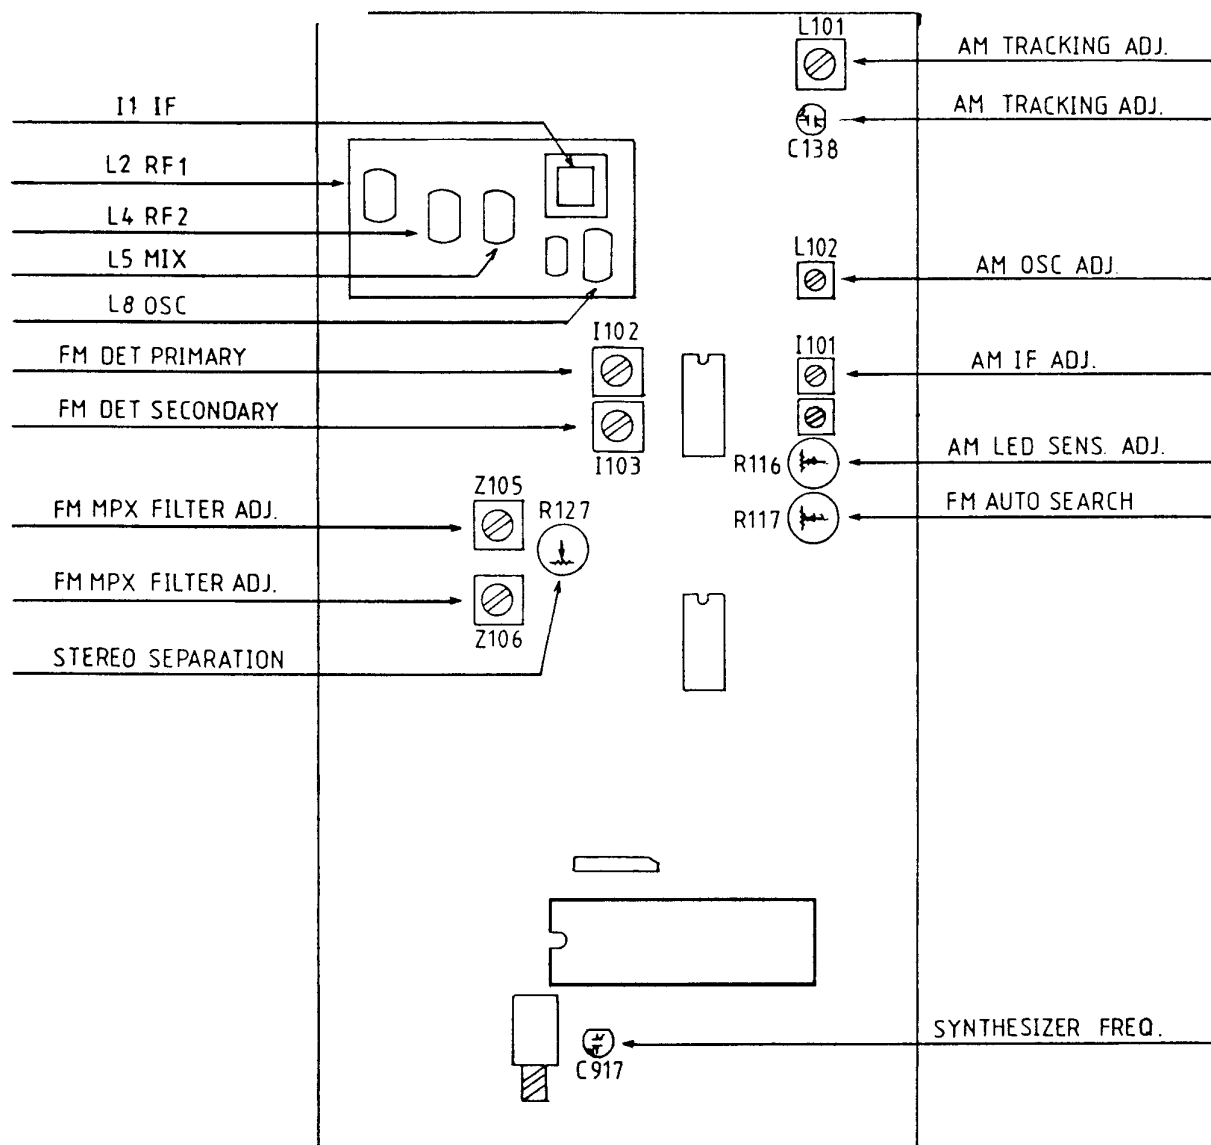 L101
AM TRACKING ADJ.
I1 IF
AM TRACKING ADJ.
C138
L2 RF1
L4 RF2
L5 MIX
L102
AM OSC ADJ.
L8 OSC
I102
I101
FM DET PRIMARY
AM IF ADJ.
FM DET SECONDARY
I103
R116
AM LED SENS. ADJ.
Z105
R127
FM MPX FILTER ADJ.
R117
FM AUTO SEARCH
FM MPX FILTER ADJ.
Z106
STEREO SEPARATION
SYNTHESIZER FREQ.
C917